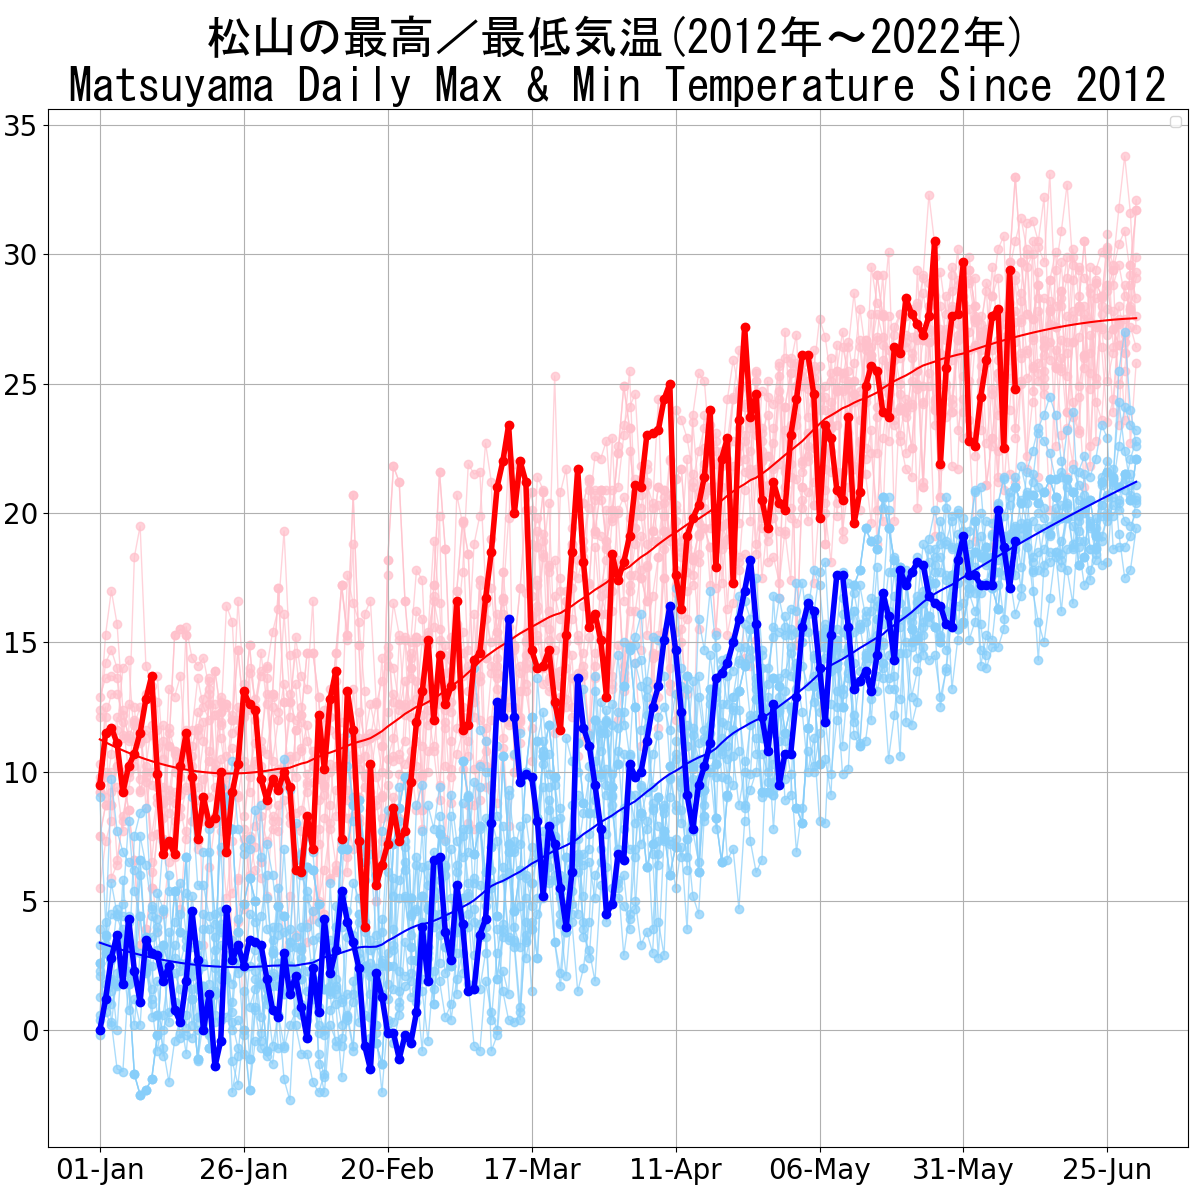 松山の最高／最低気温(2012年～2022年)
Matsuyama Daily Max & Min Temperature Since 2012
35
30
25
20
15
10
5
0
01-Jan 26-Jan 20-Feb 17-Mar 11-Apr 06-May 31-May 25-Jun